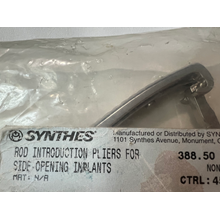 SYNTHES
Manufactured or Distributed by SYN
1101 Synthes Avenue, Monument, C
ROD INTRODUCTION PLIERS FOR
SIDE-OPENING IMPLANTS
MAT: N/A
388.50
NON
CTRL: 4